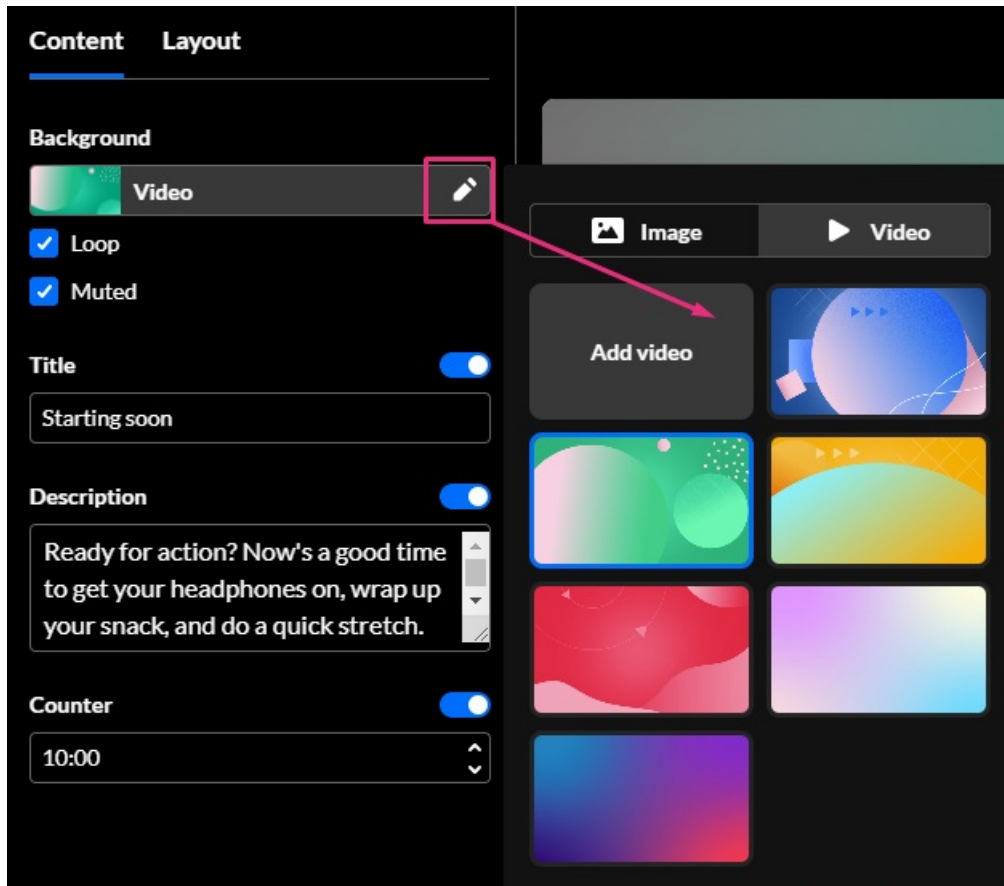 Content Layout
Background
Video
Loop
Muted
Title
Starting soon
Description
Ready for action? Now's a good time
to get your headphones on, wrap up
your snack, and do a quick stretch.
Counter
10:00
Image Video
Add video